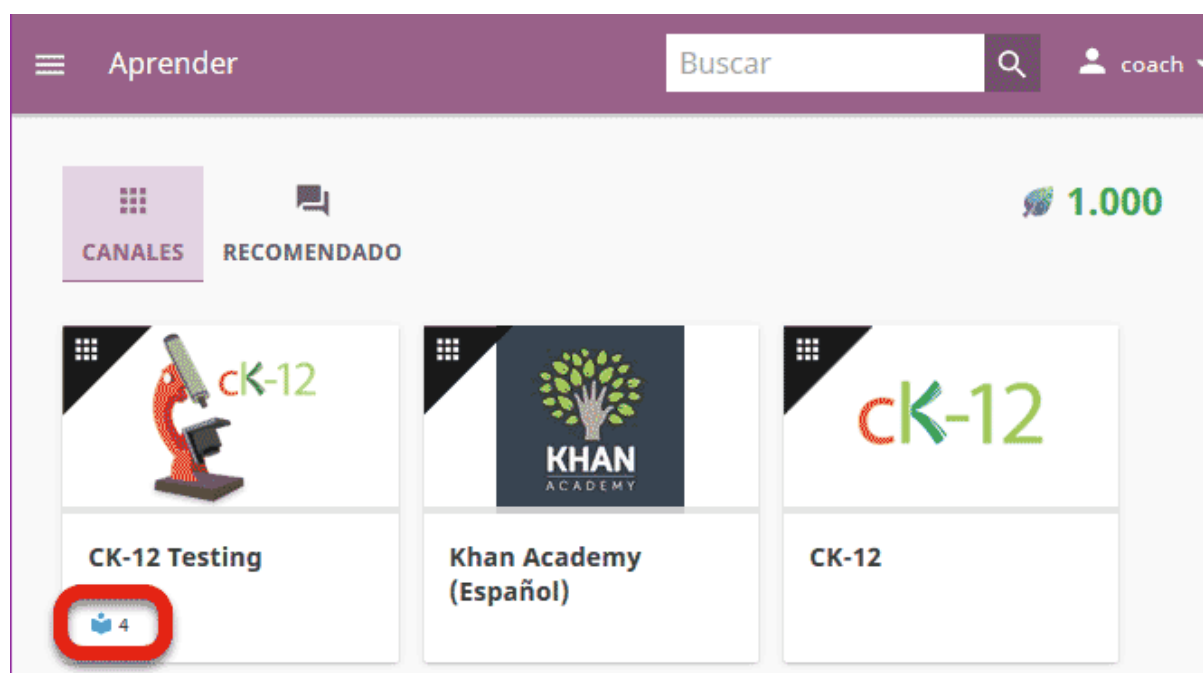 Aprender
Buscar
coach
CANALES
RECOMENDADO
1.000
cK-12
KHAN
ACADEMY
cK-12
CK-12 Testing
Khan Academy
(Español)
CK-12
4